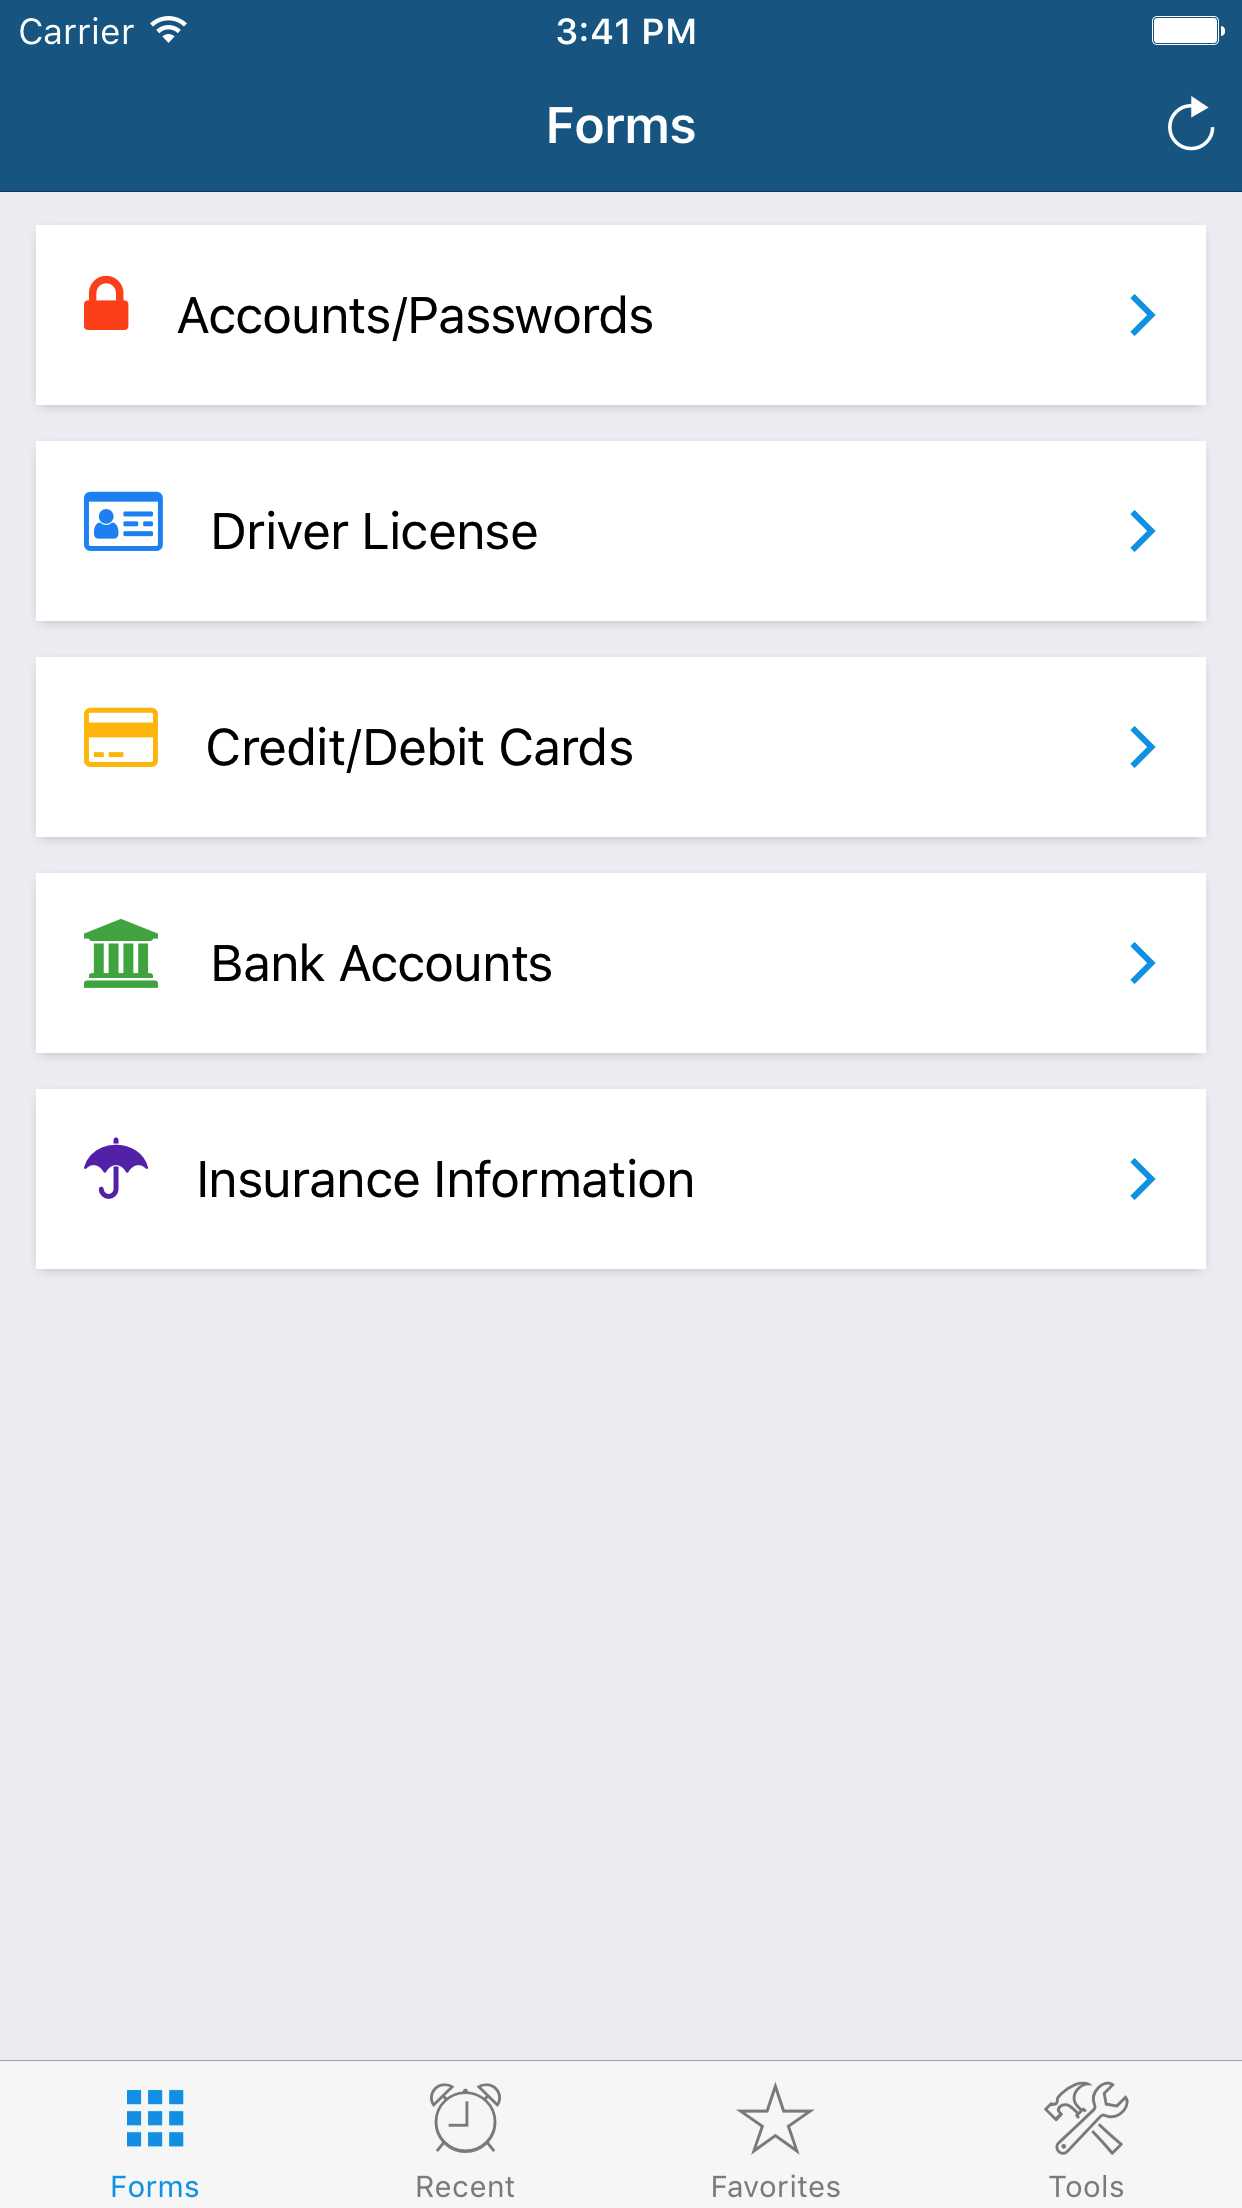 Carrier 3:41 PM
Forms
Accounts/Passwords
Driver License
Credit/Debit Cards
Bank Accounts
Insurance Information
Forms Recent Favorites Tools